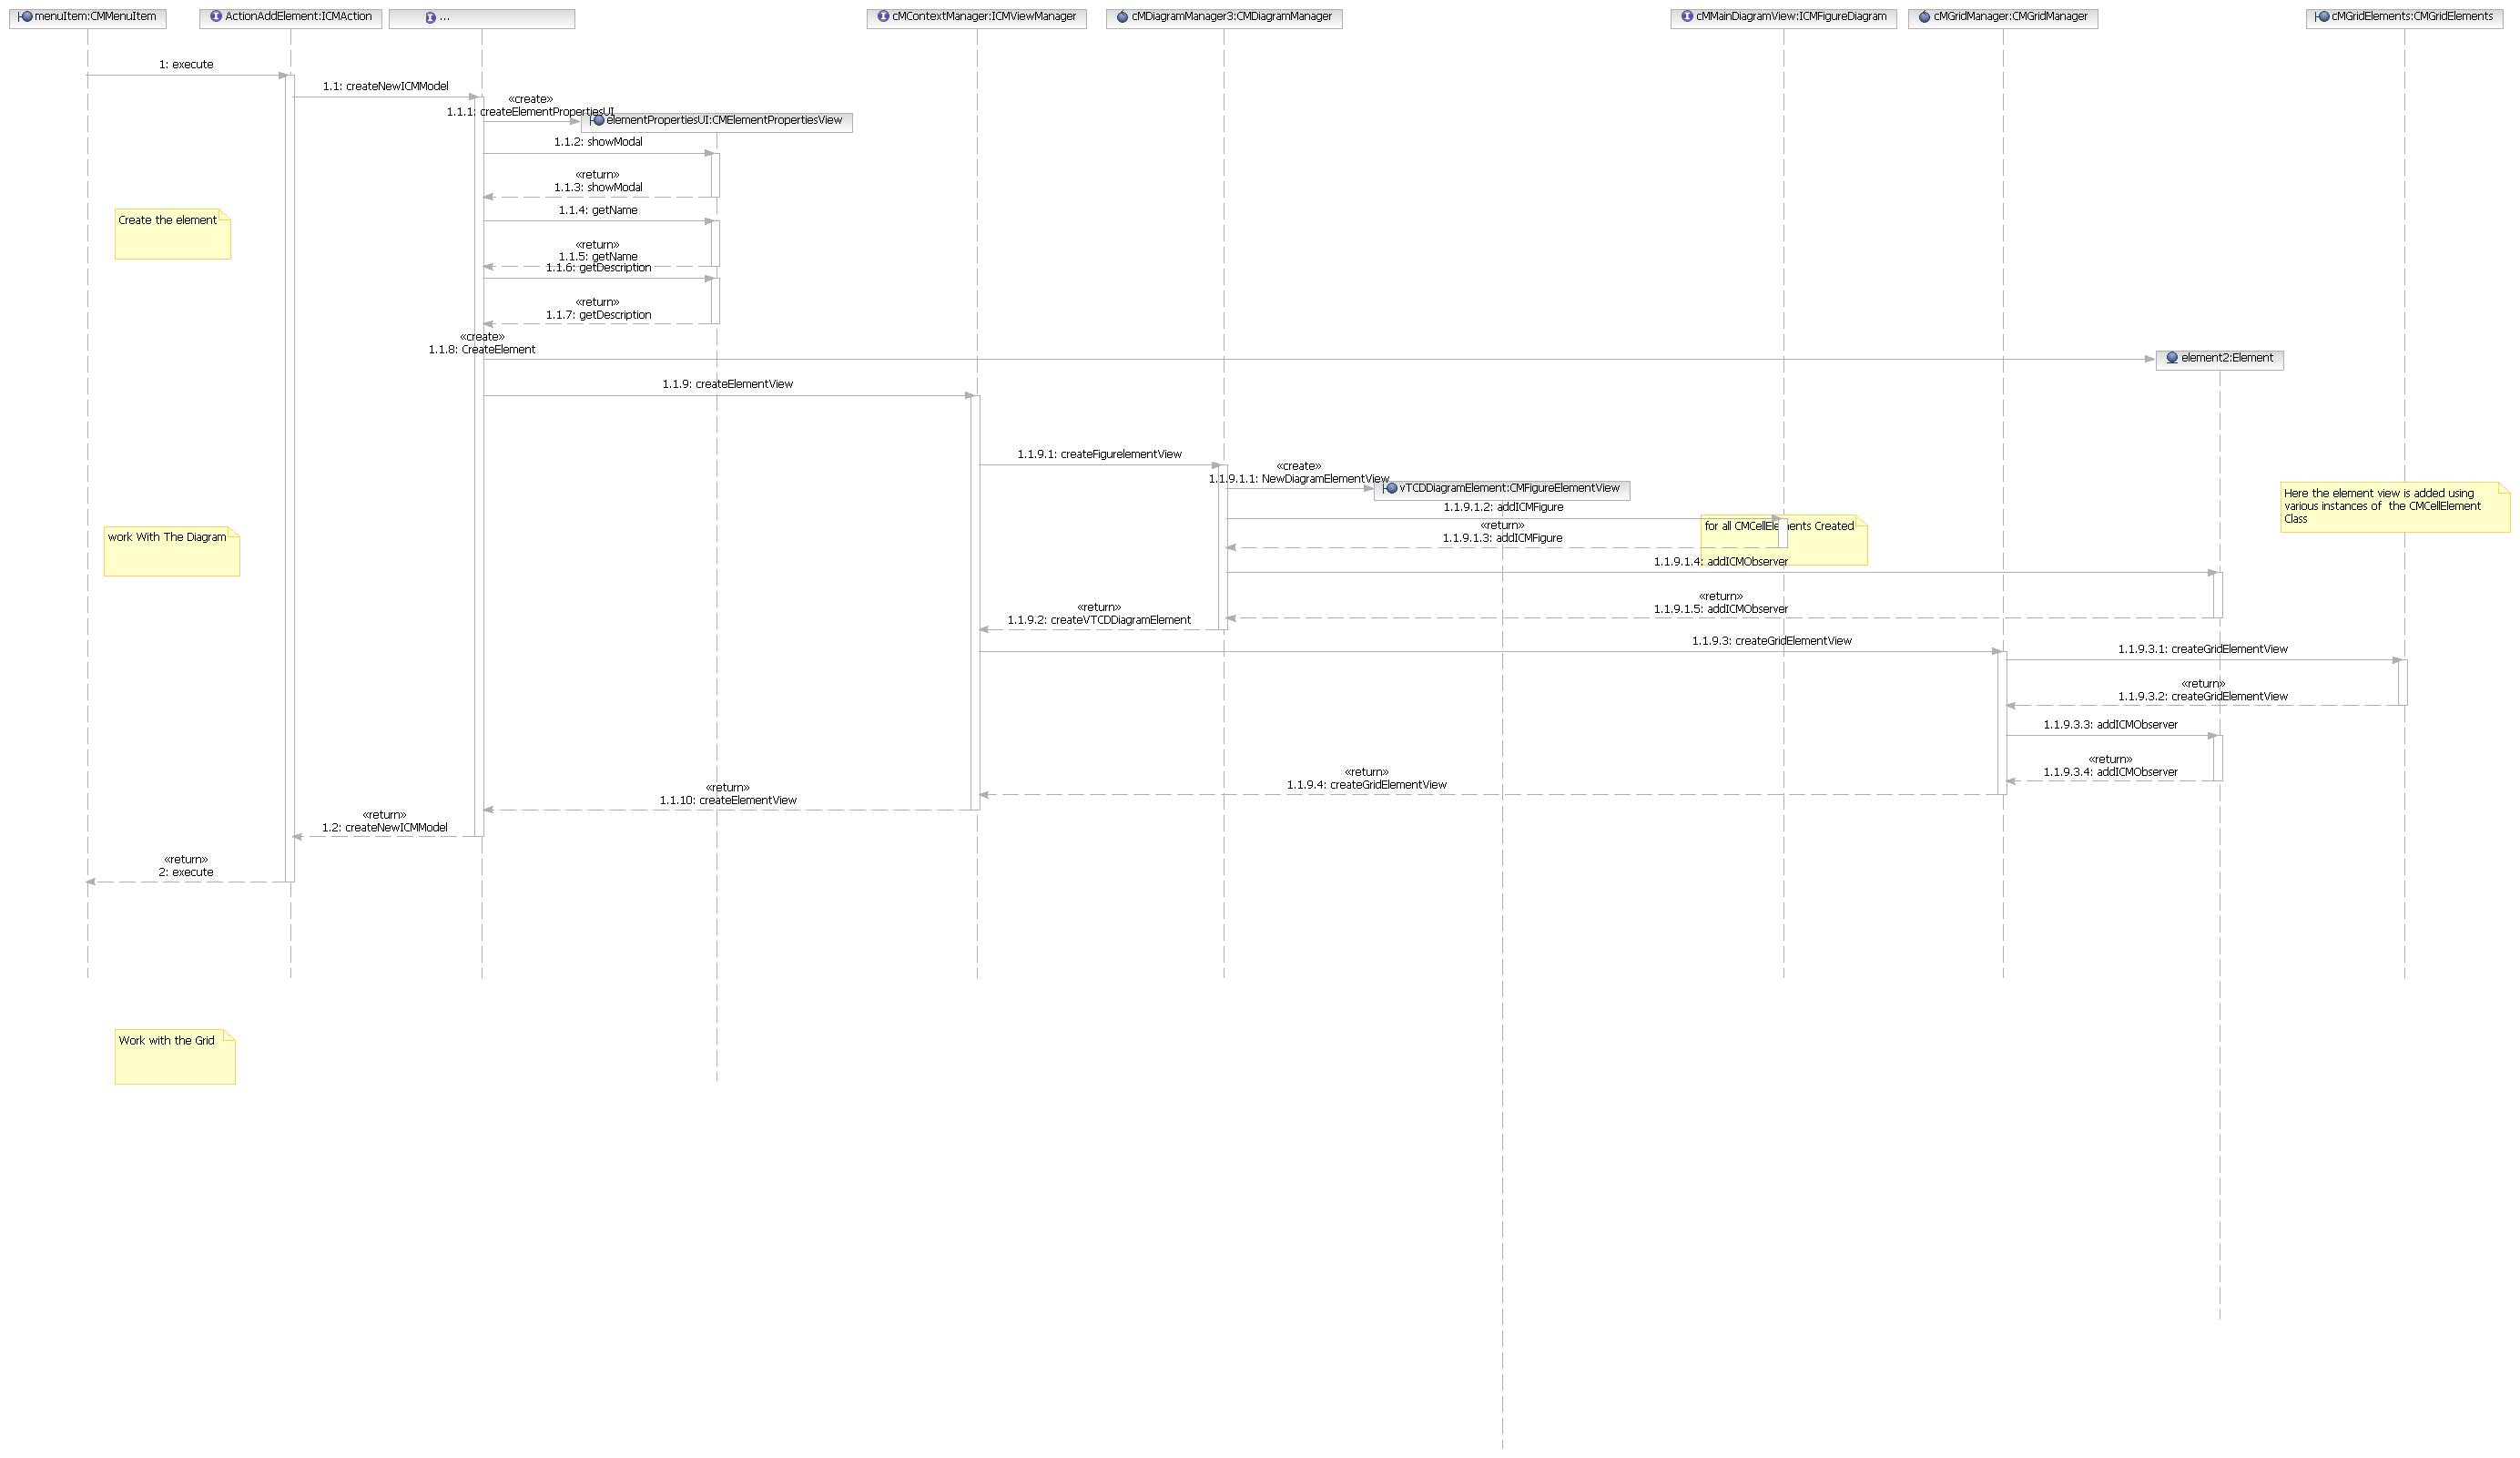 menuItem:CMMenuItem
ActionAddElement:ICMAction
...
cMContextManager:ICMViewManager
cMDiagramManager3:CMDiagramManager
cMMainDiagramView:ICMFigureDiagram
cMGridManager:CMGridManager
cMGridElements:CMGridElements
1: execute
1.1: createNewICMModel
«create»
1.1.1: createElementPropertiesUI
elementPropertiesUI:CMElementPropertiesView
1.1.2: showModal
«return»
1.1.3: showModal
1.1.4: getName
Create the element
«return»
1.1.5: getName
1.1.6: getDescription
«return»
1.1.7: getDescription
«create»
1.1.8: CreateElement
element2:Element
1.1.9: createElementView
1.1.9.1: createFigurelementView
«create»
1.1.9.1.1: NewDiagramElementView
vTCDDiagramElement:CMFigureElementView
Here the element view is added using
various instances of  the CMCellElement
Class
1.1.9.1.2: addICMFigure
for all CMCellElements Created
«return»
1.1.9.1.3: addICMFigure
work With The Diagram
1.1.9.1.4: addICMObserver
«return»
1.1.9.1.5: addICMObserver
«return»
1.1.9.2: createVTCDDiagramElement
1.1.9.3: createGridElementView
1.1.9.3.1: createGridElementView
«return»
1.1.9.3.2: createGridElementView
1.1.9.3.3: addICMObserver
«return»
1.1.9.3.4: addICMObserver
«return»
1.1.9.4: createGridElementView
«return»
1.1.10: createElementView
«return»
1.2: createNewICMModel
«return»
2: execute
Work with the Grid